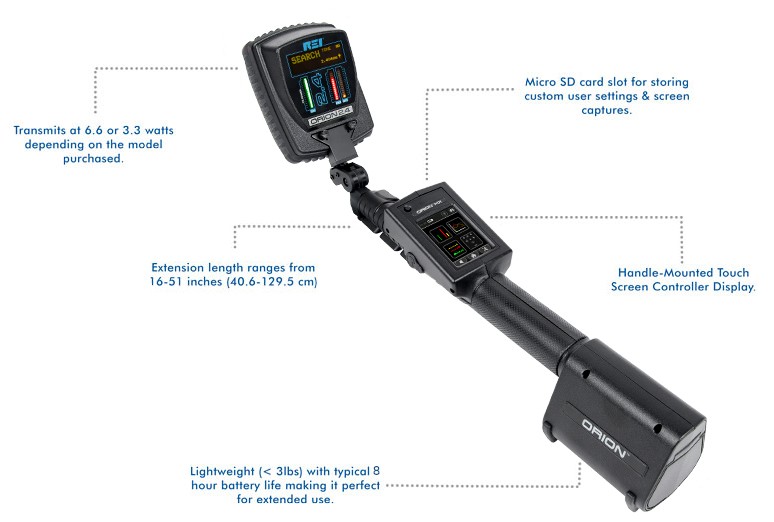 REI
SEARCH
2.4
ORION 2.4
Transmits at 6.6 or 3.3 watts
depending on the model
purchased.
Micro SD card slot for storing
custom user settings & screen
captures.
ORION
Extension length ranges from
16-51 inches (40.6-129.5 cm)
Handle-Mounted Touch
Screen Controller Display.
ORION
Lightweight (< 3lbs) with typical 8
hour battery life making it perfect
for extended use.